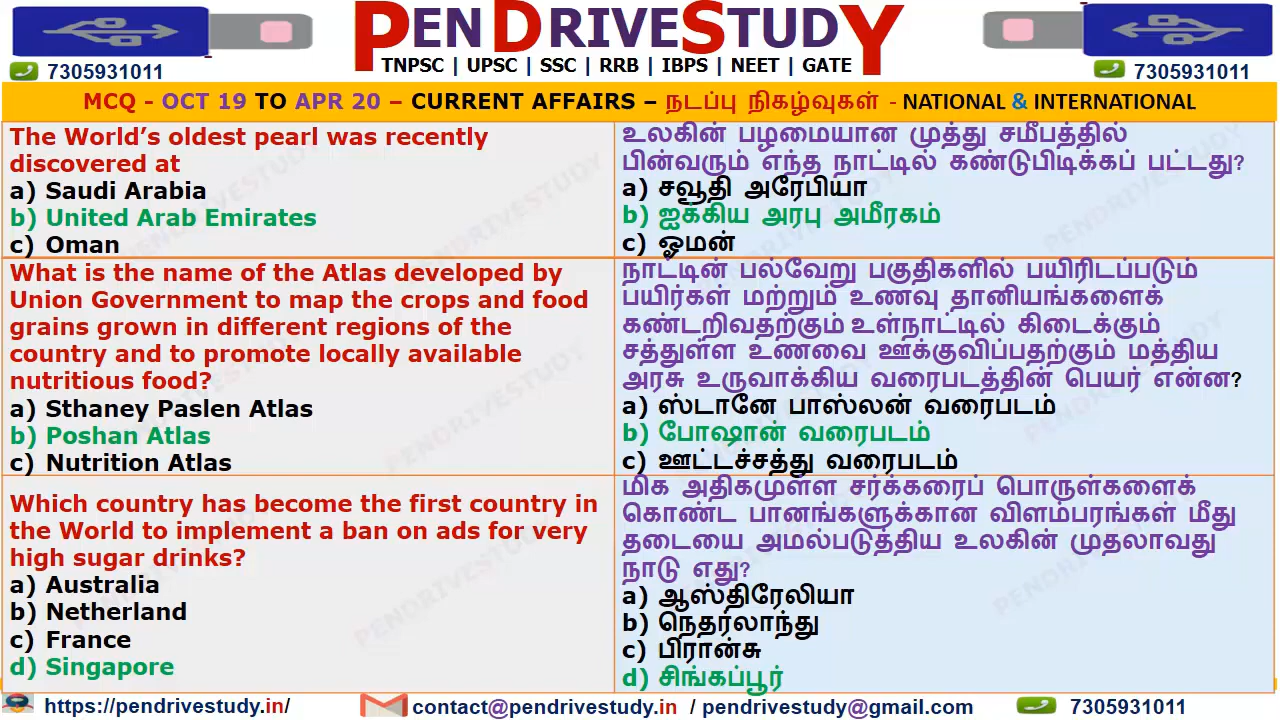 PENDRIVESTUDY
TNPSC | UPSC | SSC | RRB | IBPS | NEET | GATE
7305931011
7305931011
MCQ - OCT 19 TO APR 20 – CURRENT AFFAIRS – நடப்பு நிகழ்வுகள் - NATIONAL & INTERNATIONAL
The World’s oldest pearl was recently
discovered at
a) Saudi Arabia
b) United Arab Emirates
c) Oman
உலகின் பழமையான முத்து சமீபத்தில்
பின்வரும் எந்த நாட்டில் கண்டுபிடிக்கப் பட்டது?
a) சவூதி அரேபியா
b) ஐக்கிய அரபு அமீரகம்
c) ஓமன்
What is the name of the Atlas developed by
Union Government to map the crops and food
grains grown in different regions of the
country and to promote locally available
nutritious food?
a) Sthaney Paslen Atlas
b) Poshan Atlas
c) Nutrition Atlas
நாட்டின் பல்வேறு பகுதிகளில் பயிரிடப்படும்
பயிர்கள் மற்றும் உணவு தானியங்களைக்
கண்டறிவதற்கும் உள்நாட்டில் கிடைக்கும்
சத்துள்ள உணவை ஊக்குவிப்பதற்கும் மத்திய
அரசு உருவாக்கிய வரைபடத்தின் பெயர் என்ன?
a) ஸ்டானே பாஸ்லன் வரைபடம்
b) போஷான் வரைபடம்
c) ஊட்டச்சத்து வரைபடம்
Which country has become the first country in
the World to implement a ban on ads for very
high sugar drinks?
a) Australia
b) Netherland
c) France
d) Singapore
மிக அதிகமுள்ள சர்க்கரைப் பொருள்களைக்
கொண்ட பானங்களுக்கான விளம்பரங்கள் மீது
தடையை அமல்படுத்திய உலகின் முதலாவது
நாடு எது?
a) ஆஸ்திரேலியா
b) நெதர்லாந்து
c) பிரான்சு
d) சிங்கப்பூர்
https://pendrivestudy.in/
contact@pendrivestudy.in / pendrivestudy@gmail.com
7305931011